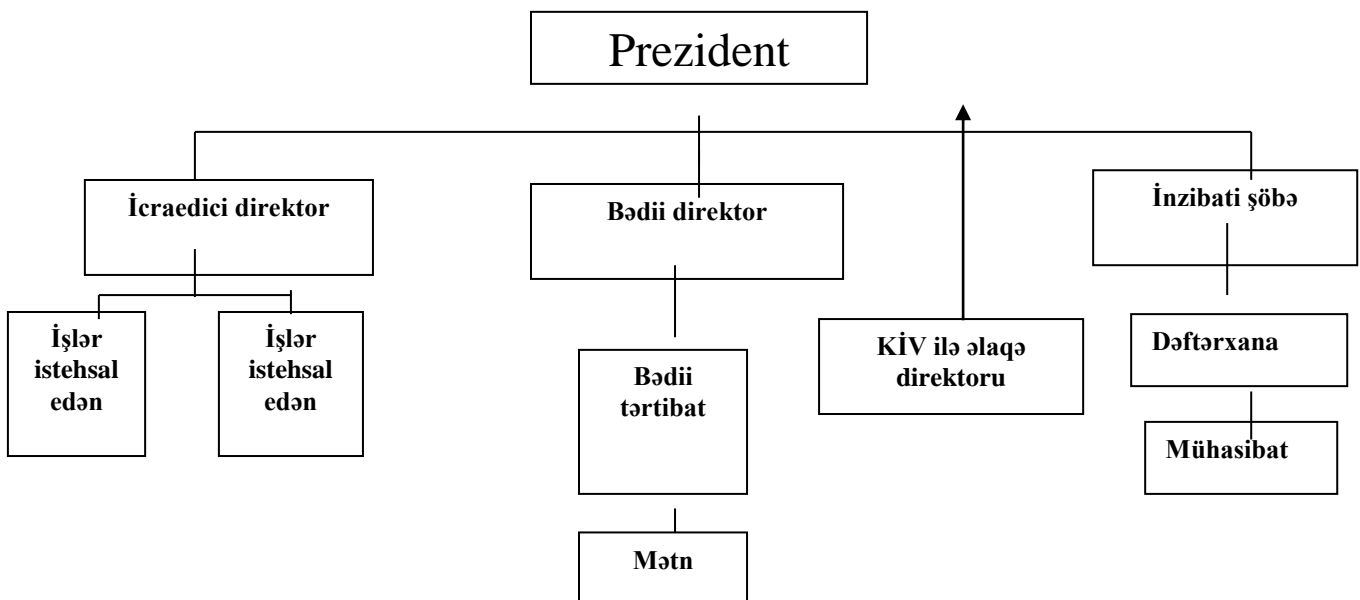 Prezident
İcraedici direktor
Bədii direktor
İnzibati şöbə
İşlər
istehsal
edən
İşlər
istehsal
edən
Bədii
tərtibat
KİV ilə əlaqə
direktoru
Dəftərxana
Mühasibat
Mətn